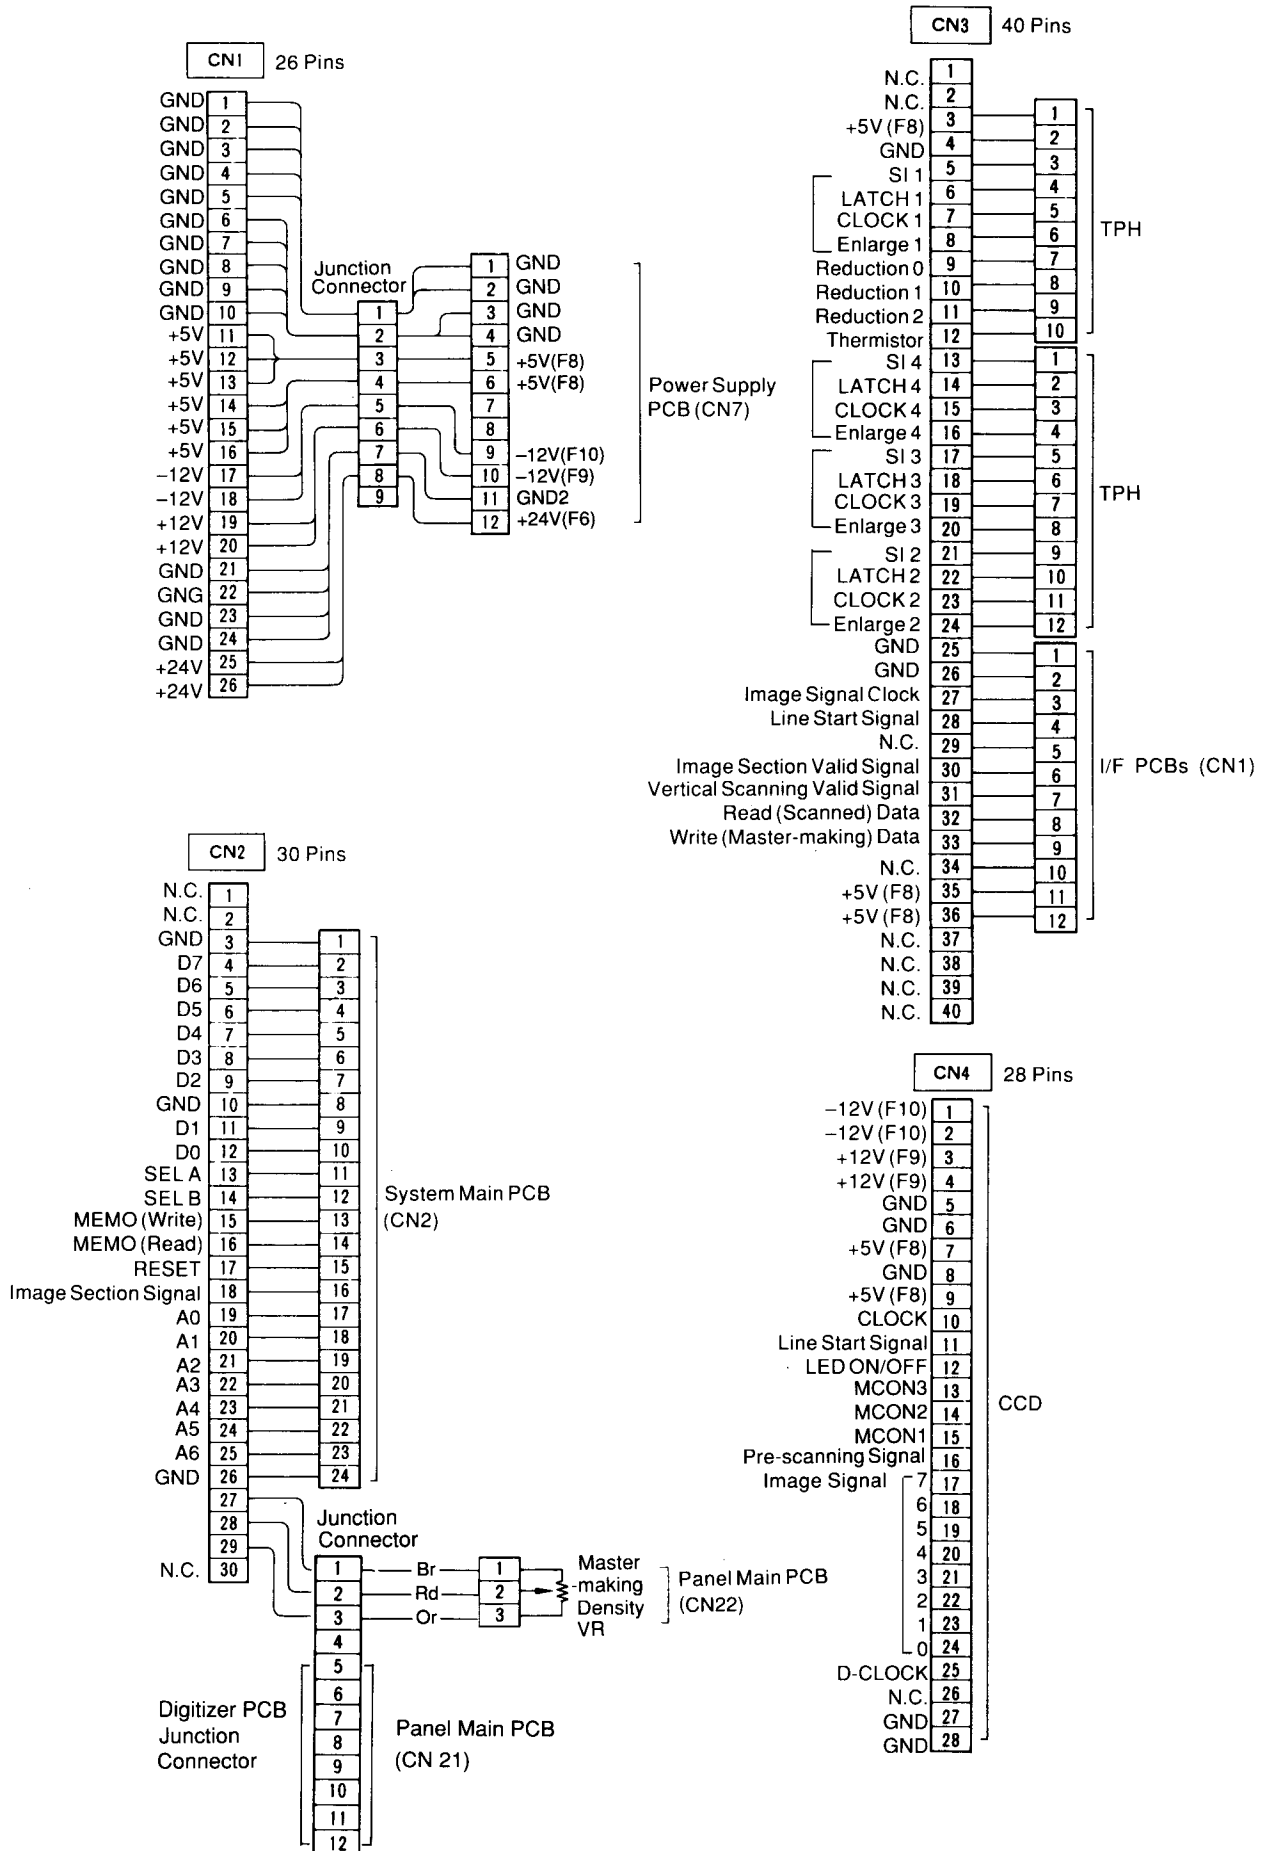 CN1 26 Pins
GND 1
GND 2
GND 3
GND 4
GND 5
GND 6
GND 7
GND 8
GND 9
GND 10
+5V 11
+5V 12
+5V 13
+5V 14
+5V 15
+5V 16
–12V 17
–12V 18
+12V 19
+12V 20
GND 21
GNG 22
GND 23
GND 24
+24V 25
+24V 26
Junction
Connector
1
2
3
4
5
6
7
8
9
1 GND
2 GND
3 GND
4 GND
5 +5V(F8)
6 +5V(F8)
7
8
9 –12V(F10)
10 –12V(F9)
11 GND2
12 +24V(F6)
Power Supply
PCB (CN7)
CN2 30 Pins
N.C. 1
N.C. 2
GND 3 1
D7 4 2
D6 5 3
D5 6 4
D4 7 5
D3 8 6
D2 9 7
GND 10 8
D1 11 9
D0 12 10
SEL A 13 11
SEL B 14 12
MEMO (Write) 15 13
MEMO (Read) 16 14
RESET 17 15
Image Section Signal 18 16
A0 19 17
A1 20 18
A2 21 19
A3 22 20
A4 23 21
A5 24 22
A6 25 23
GND 26 24
27
28
29
N.C. 30
System Main PCB
(CN2)
Junction
Connector
1 Br 1
2 Rd 2
3 Or 3
4
5
6
7
8
9
10
11
12
Master
-making
Density
VR
Panel Main PCB
(CN22)
Digitizer PCB
Junction
Connector
Panel Main PCB
(CN 21)
CN3 40 Pins
N.C. 1
N.C. 2
+5V (F8) 3 1
GND 4 2
SI 1 5 3
LATCH 1 6 4
CLOCK 1 7 5
Enlarge 1 8 6
Reduction 0 9 7
Reduction 1 10 8
Reduction 2 11 9
Thermistor 12 10
TPH
SI 4 13 1
LATCH 4 14 2
CLOCK 4 15 3
Enlarge 4 16 4
SI 3 17 5
LATCH 3 18 6
CLOCK 3 19 7
Enlarge 3 20 8
SI 2 21 9
LATCH 2 22 10
CLOCK 2 23 11
Enlarge 2 24 12
TPH
GND 25 1
GND 26 2
Image Signal Clock 27 3
Line Start Signal 28 4
N.C. 29 5
Image Section Valid Signal 30 6
Vertical Scanning Valid Signal 31 7
Read (Scanned) Data 32 8
Write (Master-making) Data 33 9
N.C. 34 10
+5V (F8) 35 11
+5V (F8) 36 12
N.C. 37
N.C. 38
N.C. 39
N.C. 40
I/F PCBs (CN1)
CN4 28 Pins
–12V (F10) 1
–12V (F10) 2
+12V (F9) 3
+12V (F9) 4
GND 5
GND 6
+5V (F8) 7
GND 8
+5V (F8) 9
CLOCK 10
Line Start Signal 11
LED ON/OFF 12
MCON3 13
MCON2 14
MCON1 15
Pre-scanning Signal 16
Image Signal 7 17
6 18
5 19
4 20
3 21
2 22
1 23
0 24
D-CLOCK 25
N.C. 26
GND 27
GND 28
CCD